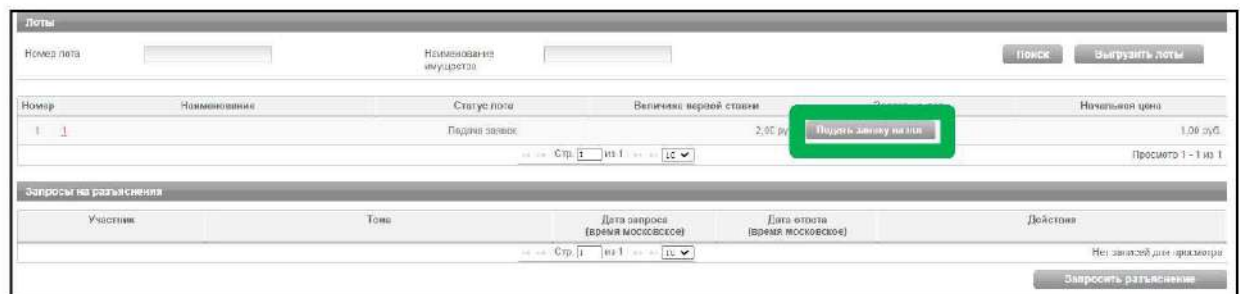 Лоты
Номер лота Наименование имущества Поиск Выгрузить лоты
Номер Наименование Статус лота Величина первой ставки Начальная цена
1 1 Подача заявок 2,00 ру Подать заявку на лот 1,00 руб.
Стр. 1 из 1 10 Просмотр 1 - 1 из 1
Запросы на разъяснения
Участник Тема Дата запроса (время московское) Дата ответа (время московское) Действия
Стр. 1 из 1 10 Нет записей для просмотра
Запросить разъяснение